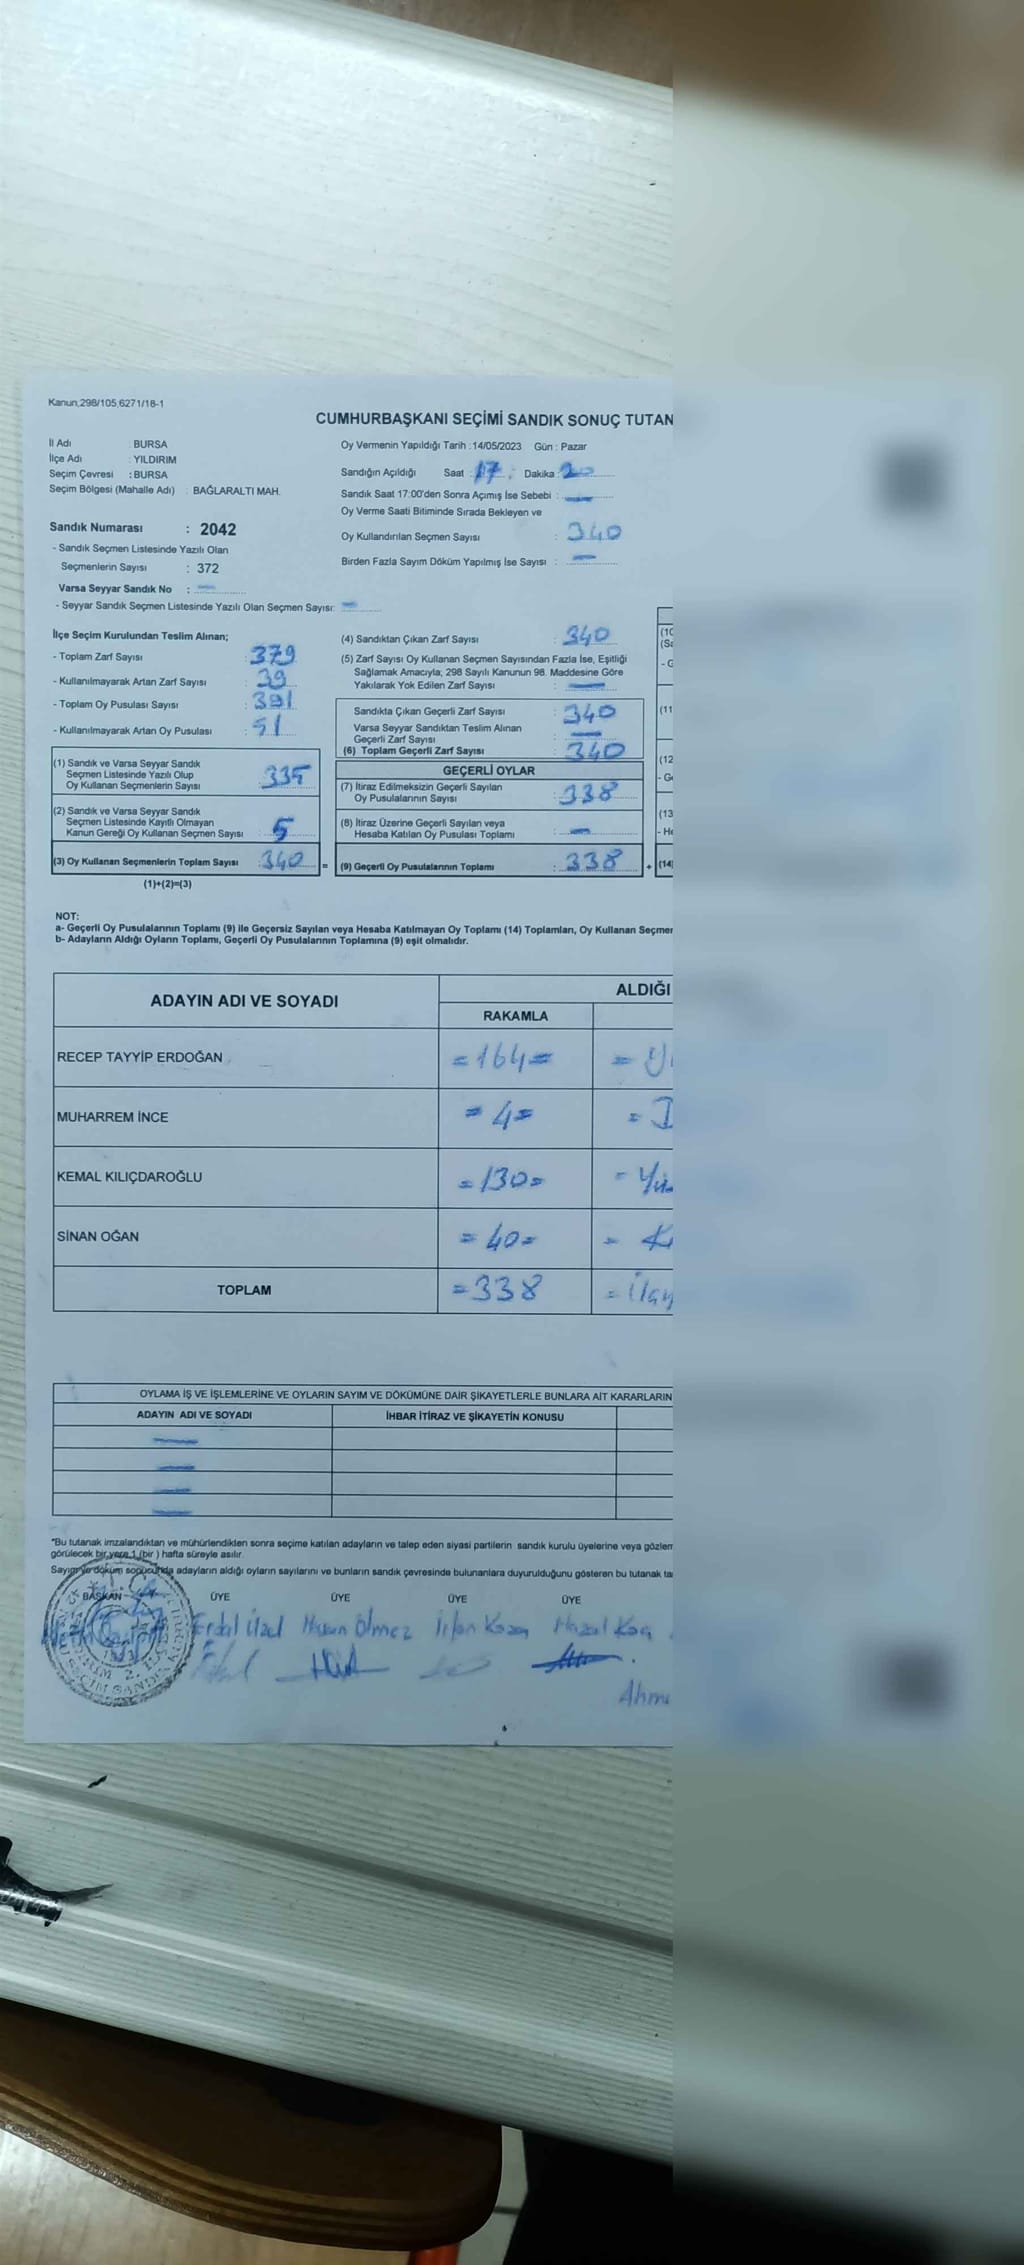 Kanun,298/105,6271/18-1
CUMHURBAŞKANI SEÇİMİ SANDIK SONUÇ TUTAN
İl Adı : BURSA
İlçe Adı : YILDIRIM
Seçim Çevresi : BURSA
Seçim Bölgesi (Mahalle Adı) : BAĞLARALTI MAH.
Oy Vermenin Yapıldığı Tarih :14/05/2023 Gün : Pazar
Sandığın Açıldığı Saat : 17 : Dakika : 20
Sandık Saat 17:00'den Sonra Açımış İse Sebebi : —
Oy Verme Saati Bitiminde Sırada Bekleyen ve
Oy Kullandırılan Seçmen Sayısı : 340
Birden Fazla Sayım Döküm Yapılmış İse Sayısı : —
Sandık Numarası : 2042
- Sandık Seçmen Listesinde Yazılı Olan
Seçmenlerin Sayısı : 372
Varsa Seyyar Sandık No : —
- Seyyar Sandık Seçmen Listesinde Yazılı Olan Seçmen Sayısı: —
İlçe Seçim Kurulundan Teslim Alınan;
- Toplam Zarf Sayısı : 379
- Kullanılmayarak Artan Zarf Sayısı : 39
- Toplam Oy Pusulası Sayısı : 391
- Kullanılmayarak Artan Oy Pusulası : 51
(4) Sandıktan Çıkan Zarf Sayısı : 340
(5) Zarf Sayısı Oy Kullanan Seçmen Sayısından Fazla İse, Eşitliği
Sağlamak Amacıyla; 298 Sayılı Kanunun 98. Maddesine Göre
Yakılarak Yok Edilen Zarf Sayısı : —
Sandıkta Çıkan Geçerli Zarf Sayısı : 340
Varsa Seyyar Sandıktan Teslim Alınan
Geçerli Zarf Sayısı : —
(6) Toplam Geçerli Zarf Sayısı : 340
(1) Sandık ve Varsa Seyyar Sandık
Seçmen Listesinde Yazılı Olup
Oy Kullanan Seçmenlerin Sayısı : 335
(2) Sandık ve Varsa Seyyar Sandık
Seçmen Listesinde Kayıtlı Olmayan
Kanun Gereği Oy Kullanan Seçmen Sayısı : 5
(3) Oy Kullanan Seçmenlerin Toplam Sayısı : 340 =
(1)+(2)=(3)
GEÇERLİ OYLAR
(7) İtiraz Edilmeksizin Geçerli Sayılan
Oy Pusulalarının Sayısı : 338
(8) İtiraz Üzerine Geçerli Sayılan veya
Hesaba Katılan Oy Pusulası Toplamı : —
(9) Geçerli Oy Pusulalarının Toplamı : 338 +
(11
(12
(13
(14)
NOT:
a- Geçerli Oy Pusulalarının Toplamı (9) ile Geçersiz Sayılan veya Hesaba Katılmayan Oy Toplamı (14) Toplamları, Oy Kullanan Seçmer
b- Adayların Aldığı Oyların Toplamı, Geçerli Oy Pusulalarının Toplamına (9) eşit olmalıdır.
ADAYIN ADI VE SOYADI ALDIĞI
RAKAMLA
RECEP TAYYİP ERDOĞAN =164=
MUHARREM İNCE =4=
KEMAL KILIÇDAROĞLU =130=
SİNAN OĞAN =40=
TOPLAM =338
OYLAMA İŞ VE İŞLEMLERİNE VE OYLARIN SAYIM VE DÖKÜMÜNE DAİR ŞİKAYETLERLE BUNLARA AİT KARARLARIN
ADAYIN ADI VE SOYADI İHBAR İTİRAZ VE ŞİKAYETİN KONUSU
*Bu tutanak imzalandıktan ve mühürlendikten sonra seçime katılan adayların ve talep eden siyasi partilerin sandık kurulu üyelerine veya gözlem
görülecek bir yere 1 (bir) hafta süreyle asılır.
Sayım ve döküm sonucunda adayların aldığı oyların sayılarını ve bunların sandık çevresinde bulunanlara duyurulduğunu gösteren bu tutanak ta
BAŞKAN ÜYE ÜYE ÜYE ÜYE
Erdal Hasan Ölmez İrfan Hazal Koç